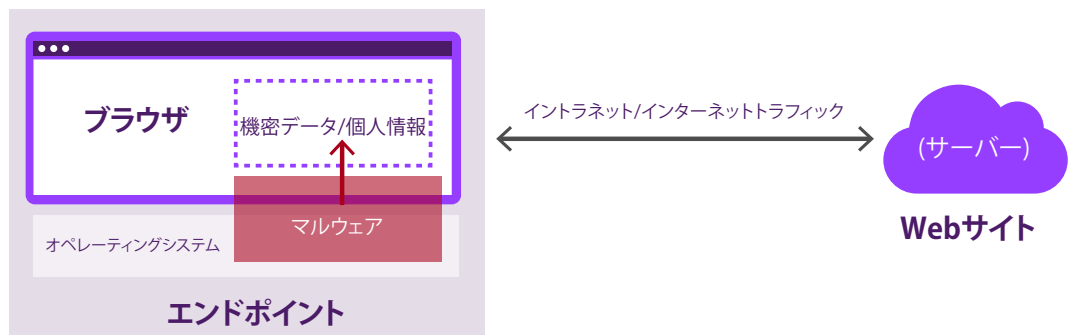 ブラウザ
機密データ/個人情報
マルウェア
オペレーティングシステム
エンドポイント
イントラネット/インターネットトラフィック
(サーバー)
Webサイト